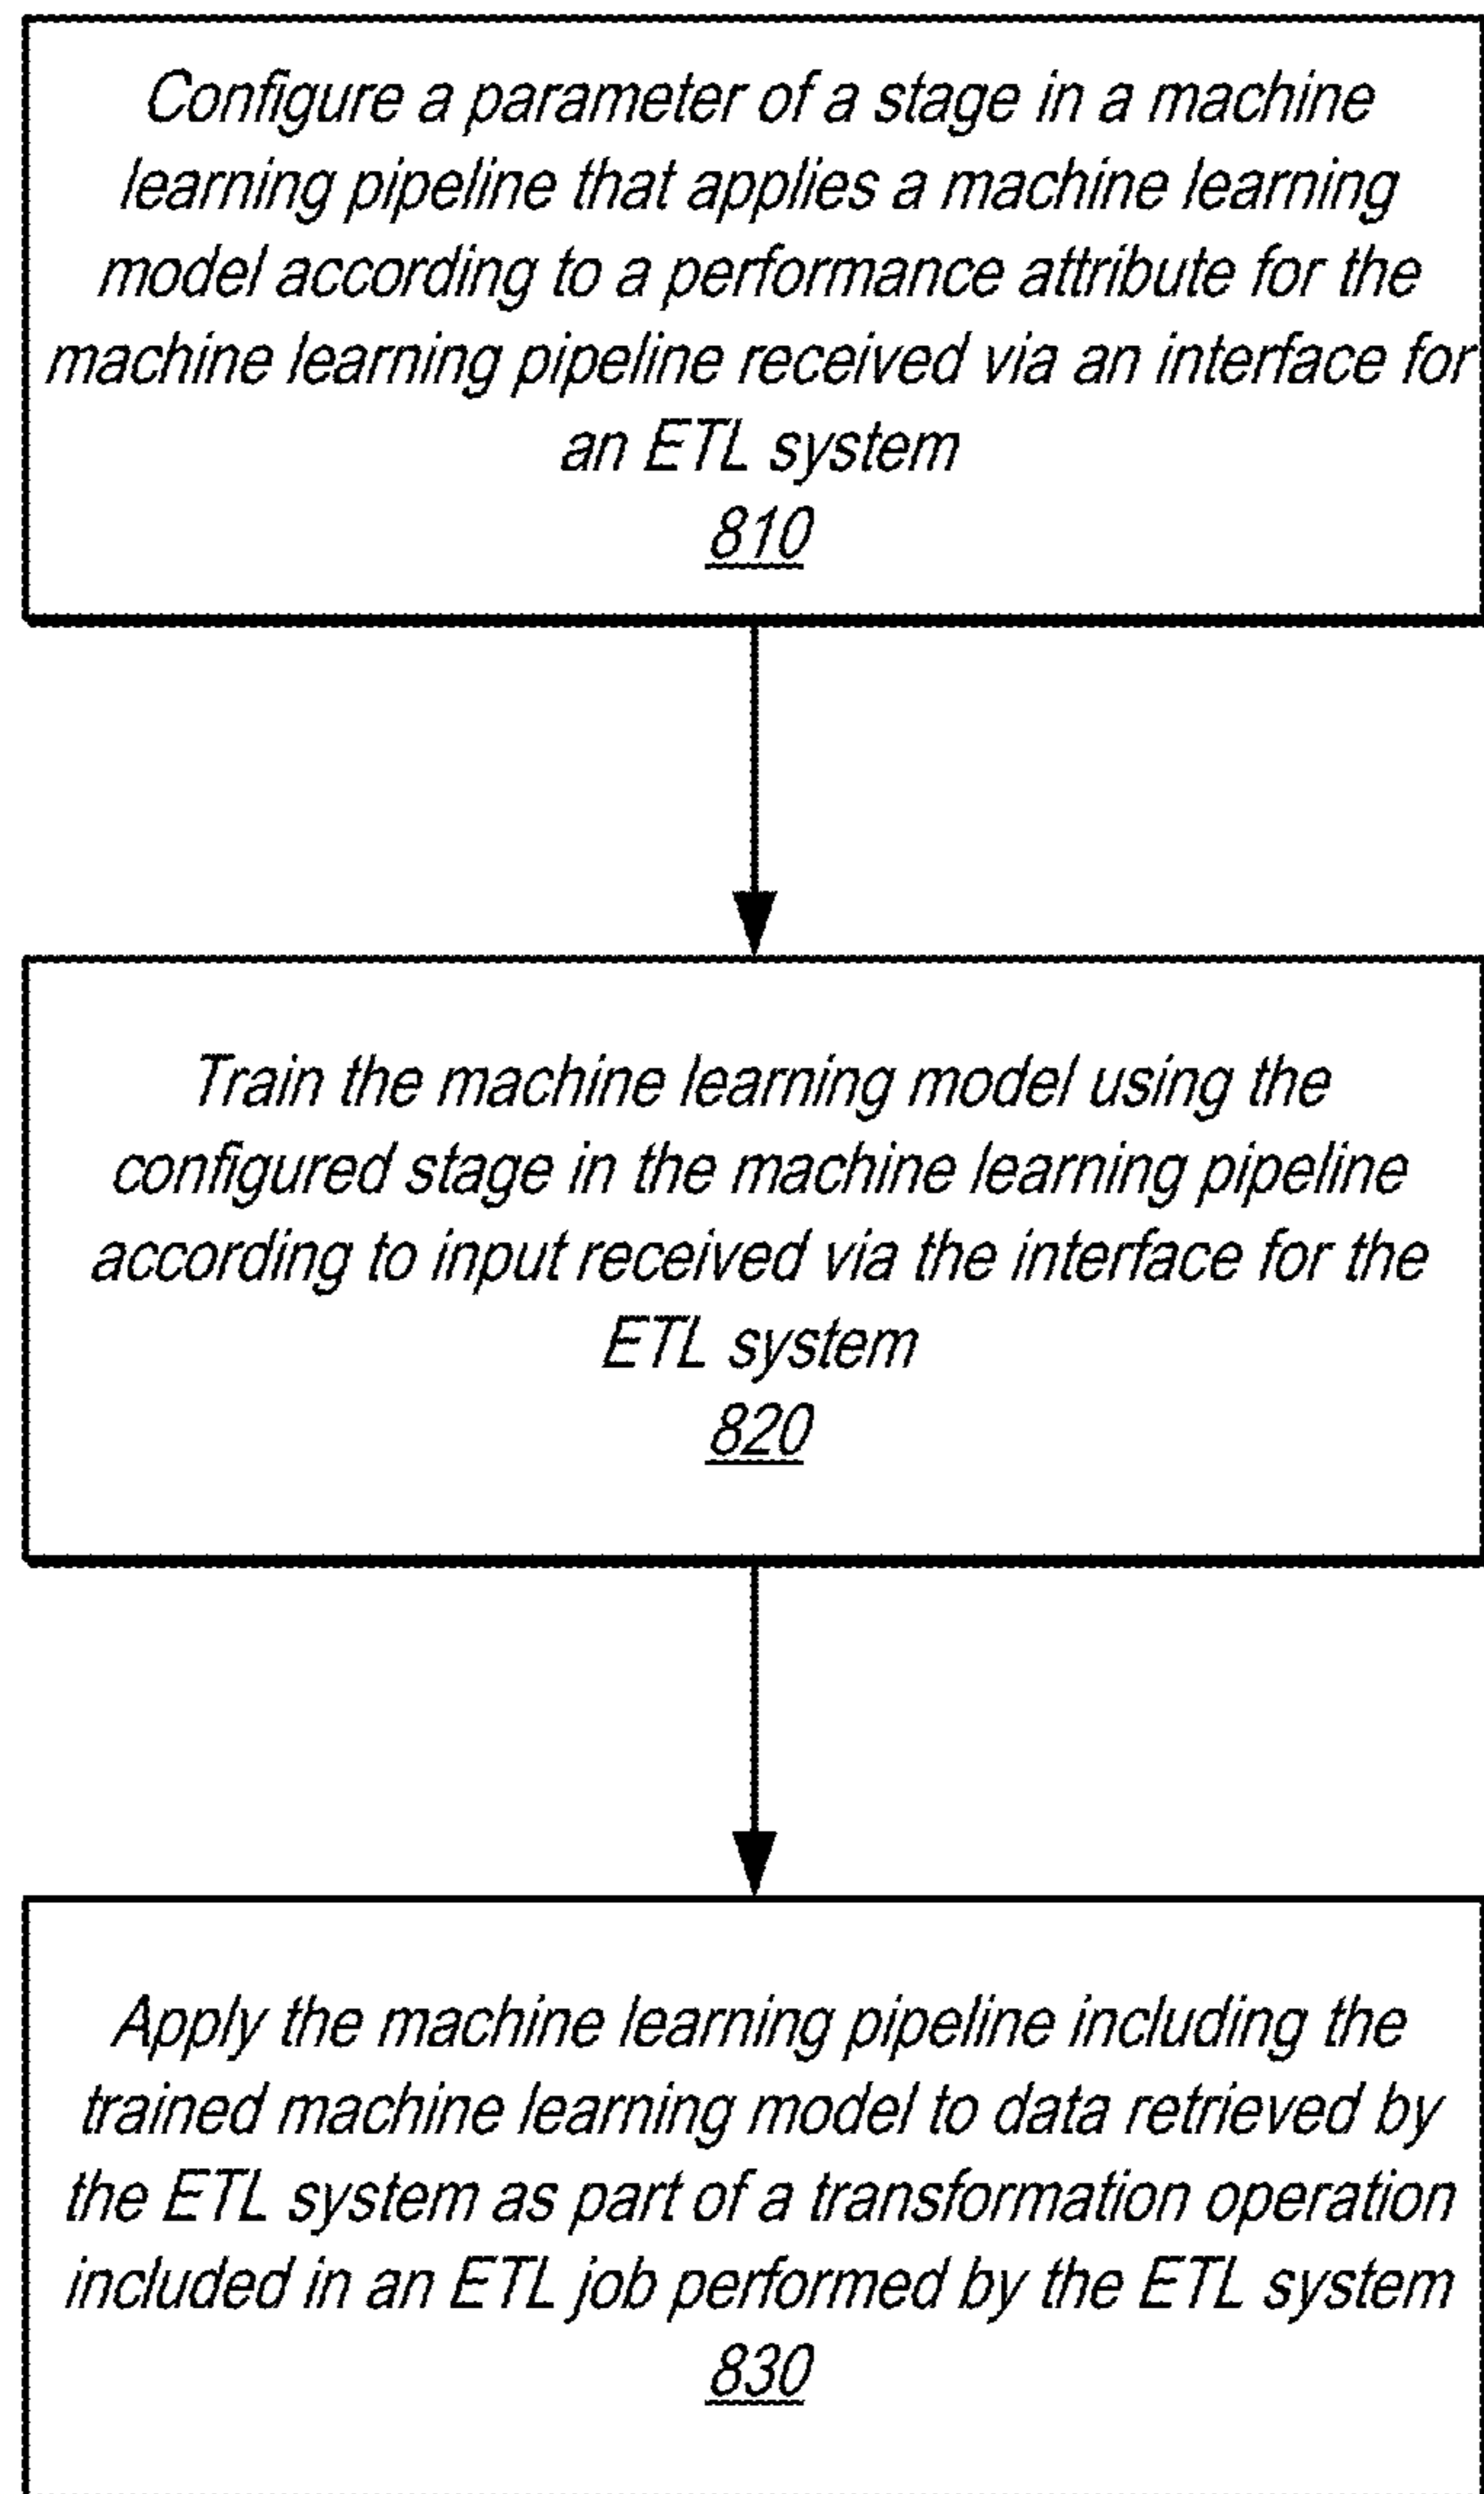 Configure a parameter of a stage in a machine
learning pipeline that applies a machine learning
model according to a performance attribute for the
machine learning pipeline received via an interface for
an ETL system
810
Train the machine learning model using the
configured stage in the machine learning pipeline
according to input received via the interface for the
ETL system
820
Apply the machine learning pipeline including the
trained machine learning model to data retrieved by
the ETL system as part of a transformation operation
included in an ETL job performed by the ETL system
830